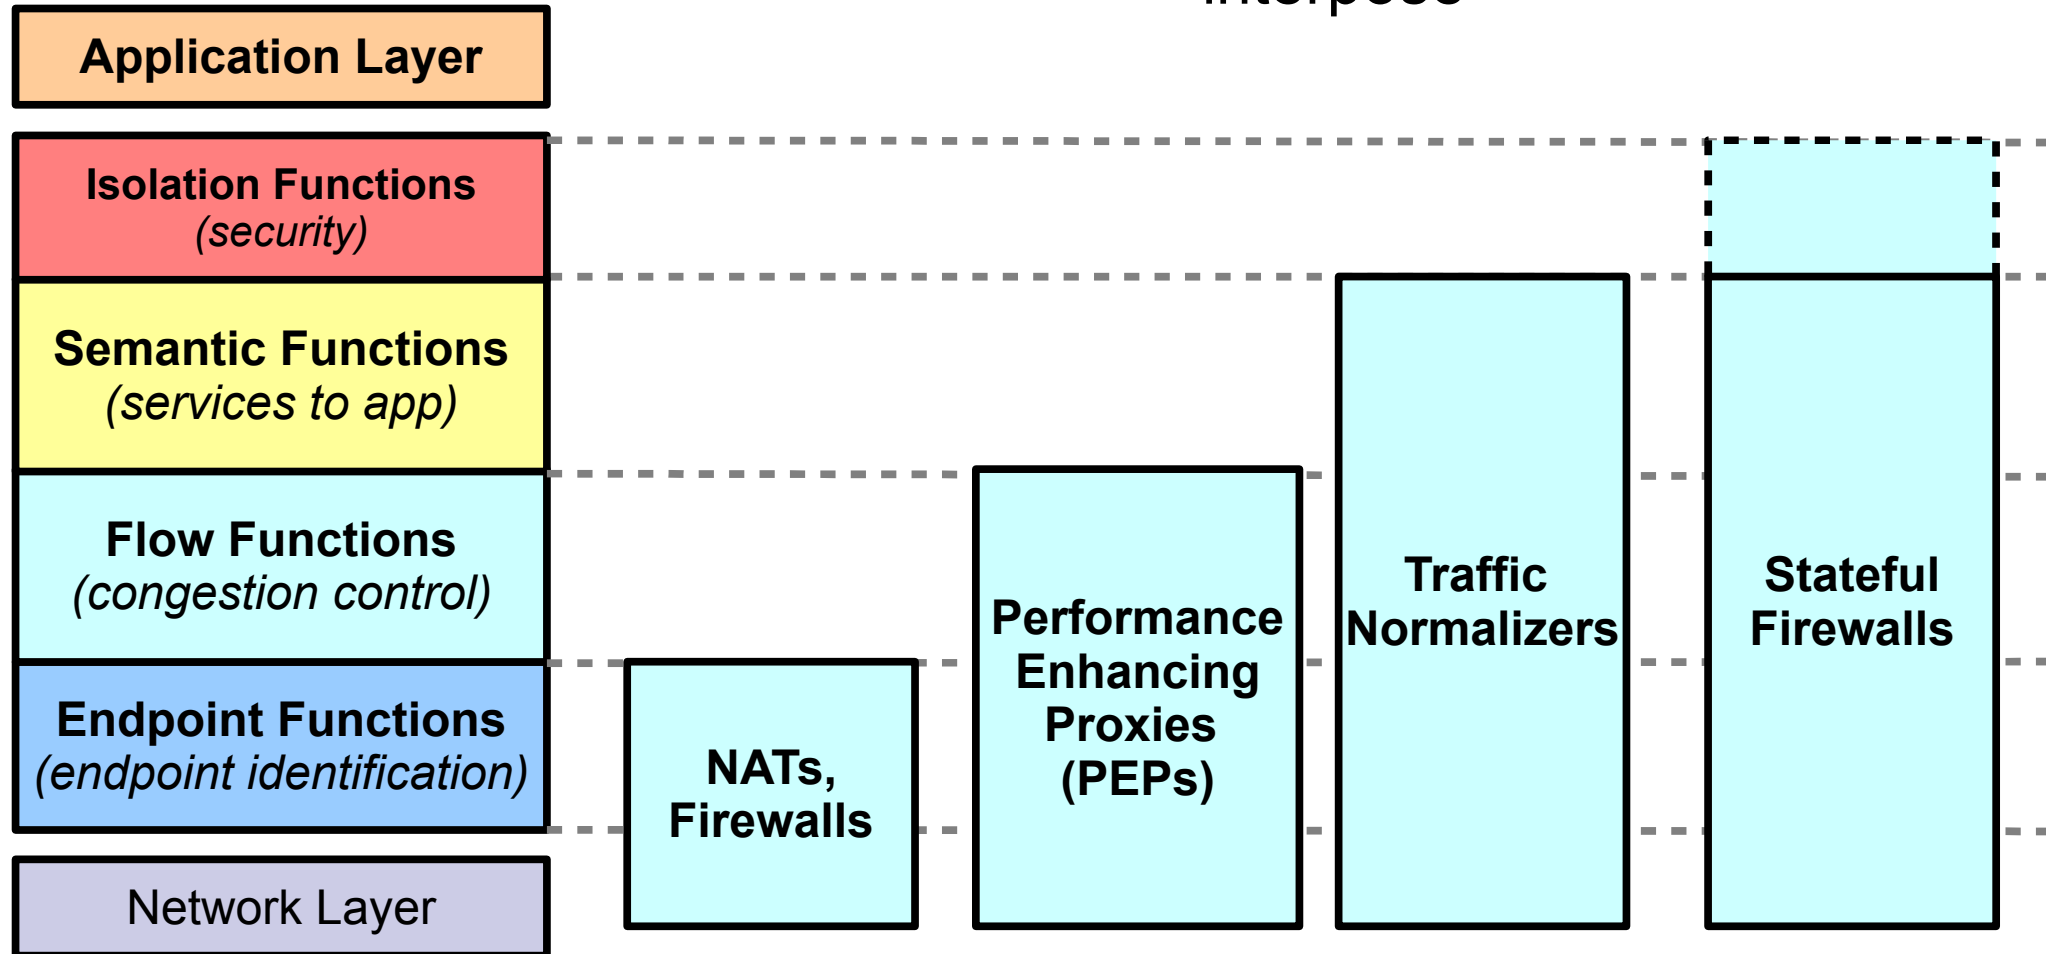 interpose
Application Layer
Isolation Functions
(security)
Semantic Functions
(services to app)
Flow Functions
(congestion control)
Endpoint Functions
(endpoint identification)
Network Layer
NATs,
Firewalls
Performance
Enhancing
Proxies
(PEPs)
Traffic
Normalizers
Stateful
Firewalls